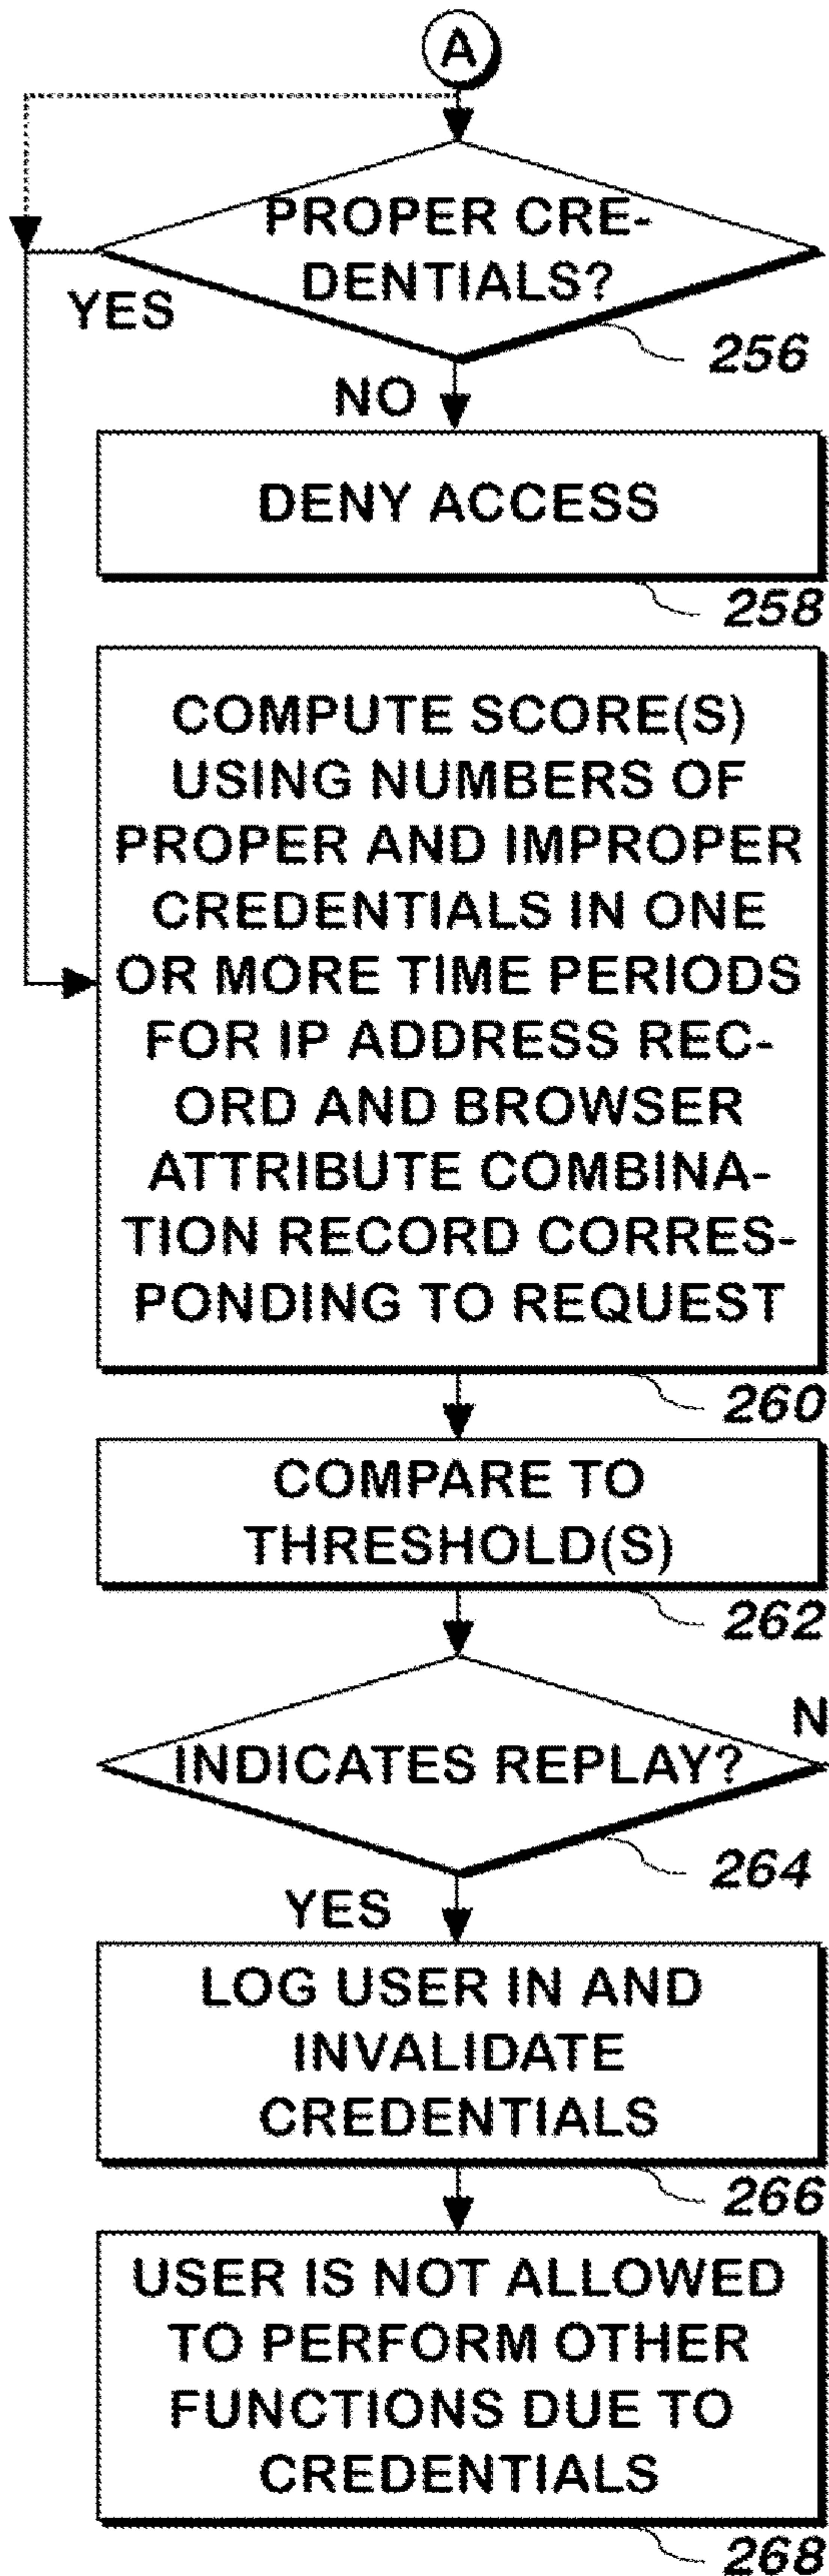 A
PROPER CRE-
DENTIALS?
YES
256
NO
DENY ACCESS
258
COMPUTE SCORE(S)
USING NUMBERS OF
PROPER AND IMPROPER
CREDENTIALS IN ONE
OR MORE TIME PERIODS
FOR IP ADDRESS REC-
ORD AND BROWSER
ATTRIBUTE COMBINA-
TION RECORD CORRES-
PONDING TO REQUEST
260
COMPARE TO
THRESHOLD(S)
262
N
INDICATES REPLAY?
264
YES
LOG USER IN AND
INVALIDATE
CREDENTIALS
266
USER IS NOT ALLOWED
TO PERFORM OTHER
FUNCTIONS DUE TO
CREDENTIALS
268